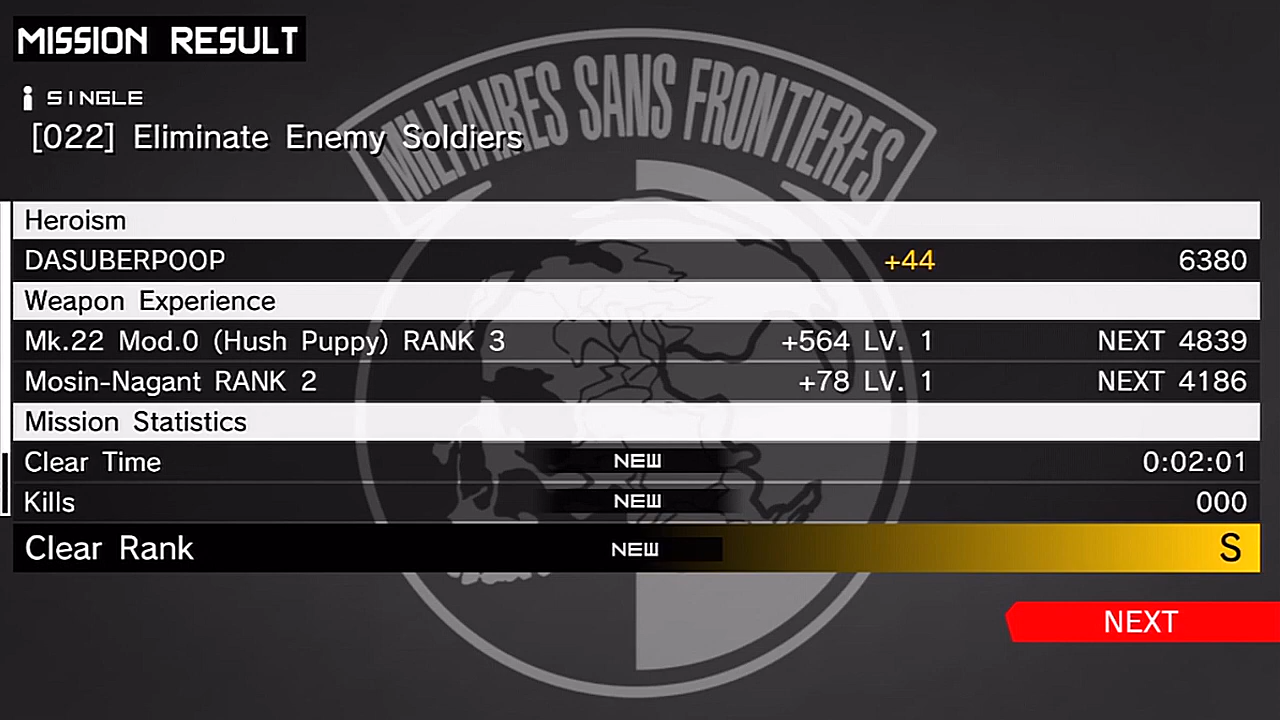 MISSION RESULT
SINGLE
[022] Eliminate Enemy Soldiers
MILITAIRES SANS FRONTIERES
Heroism
DASUBERPOOP +44 6380
Weapon Experience
Mk.22 Mod.0 (Hush Puppy) RANK 3 +564 LV. 1 NEXT 4839
Mosin-Nagant RANK 2 +78 LV. 1 NEXT 4186
Mission Statistics
Clear Time NEW 0:02:01
Kills NEW 000
Clear Rank NEW S
NEXT